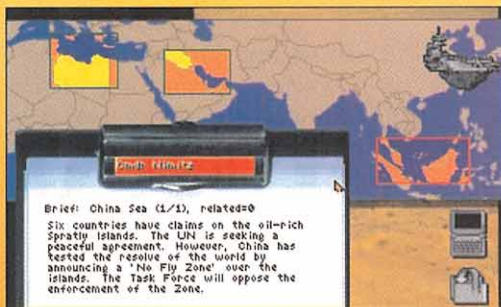 Cmdr Nimitz
Brief: China Sea (1/1), related=0
Six countries have claims on the oil-rich
Spratly Islands. The UN is seeking a
peaceful agreement. However, China has
tested the resolve of the world by
announcing a 'No Fly Zone' over the
islands. The Task Force will oppose the
enforcement of the Zone.